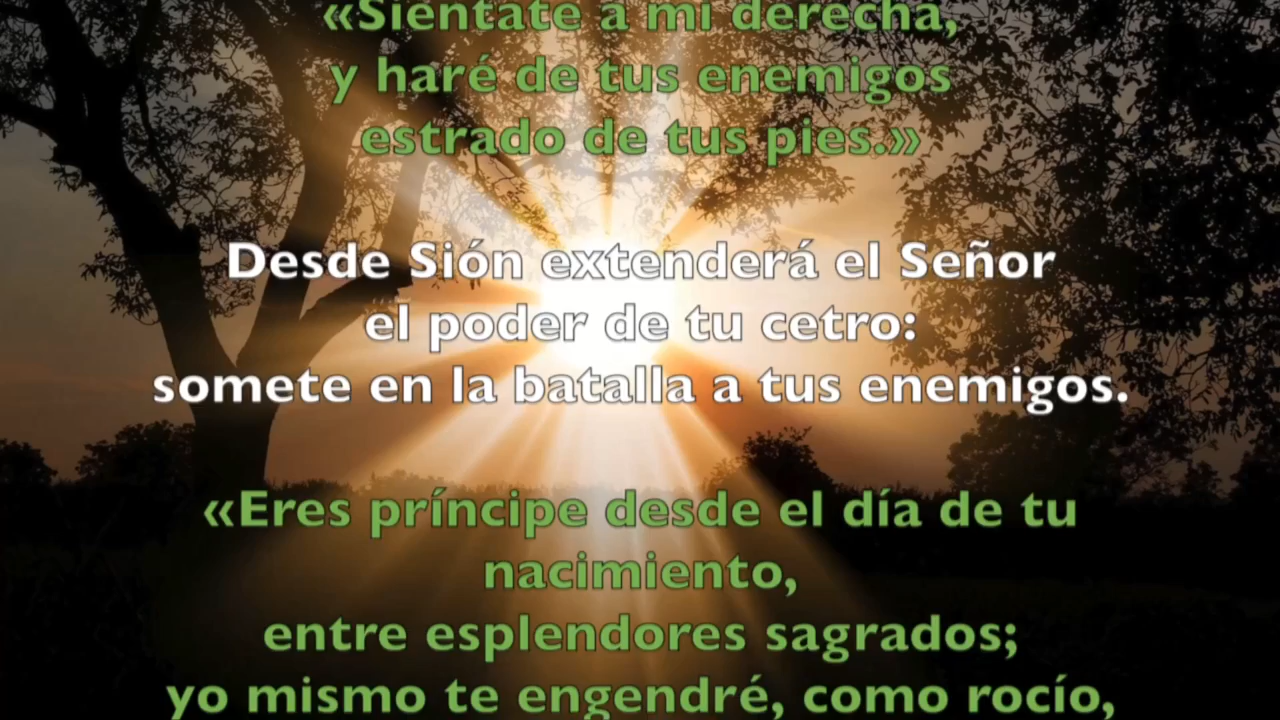 «Siéntate a mi derecha,
y haré de tus enemigos
estrado de tus pies.»
Desde Sión extenderá el Señor
el poder de tu cetro:
somete en la batalla a tus enemigos.
«Eres príncipe desde el día de tu
nacimiento,
entre esplendores sagrados;
yo mismo te engendré, como rocío,